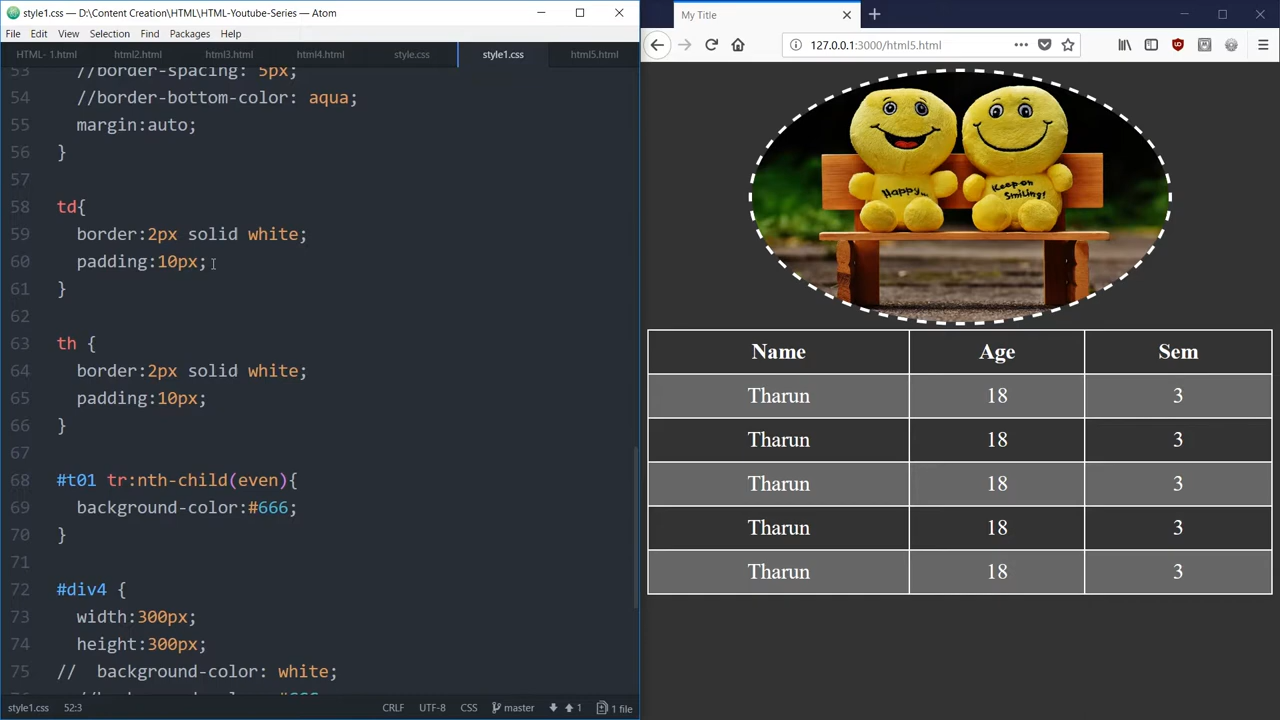 style1.css — D:\Content Creation\HTML\HTML-Youtube-Series — Atom
File Edit View Selection Find Packages Help
HTML- 1.html html2.html html3.html html4.html style.css style1.css html5.html
53 //border-spacing: 5px;
54 //border-bottom-color: aqua;
55 margin:auto;
56 }
57
58 td{
59 border:2px solid white;
60 padding:10px;
61 }
62
63 th {
64 border:2px solid white;
65 padding:10px;
66 }
67
68 #t01 tr:nth-child(even){
69 background-color:#666;
70 }
71
72 #div4 {
73 width:300px;
74 height:300px;
75 // background-color: white;
style1.css 52:3 CRLF UTF-8 CSS master 1 1 file
My Title
127.0.0.1:3000/html5.html
Happy...
Keep on
Smiling!
Name Age Sem
Tharun 18 3
Tharun 18 3
Tharun 18 3
Tharun 18 3
Tharun 18 3